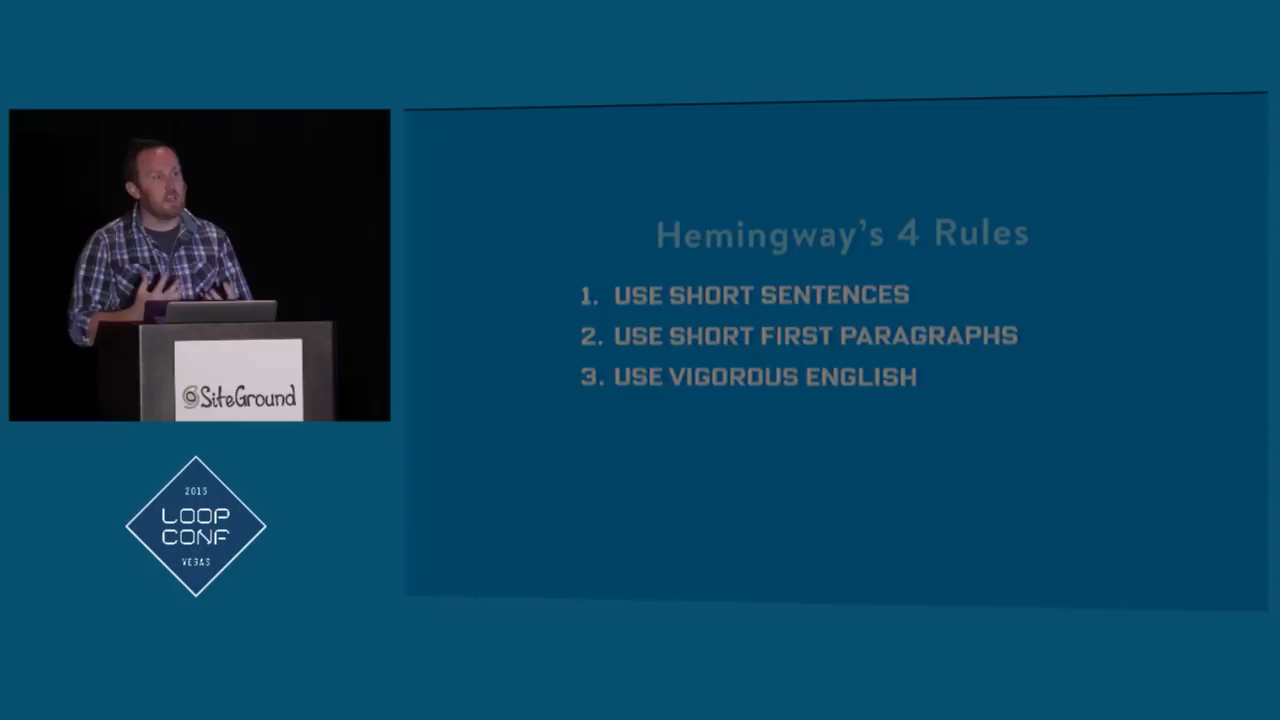 Hemingway's 4 Rules
1. USE SHORT SENTENCES
2. USE SHORT FIRST PARAGRAPHS
3. USE VIGOROUS ENGLISH
SiteGround
2015
LOOP
CONF
VEGAS